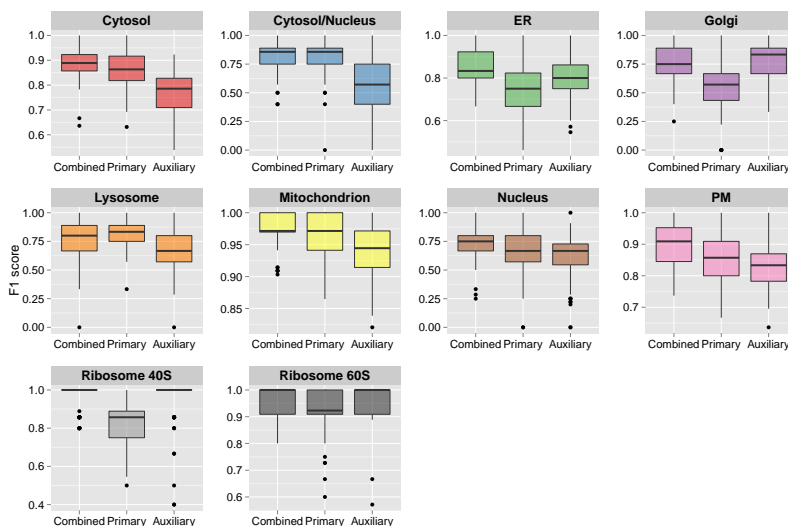 Cytosol Cytosol/Nucleus ER Golgi
1.0 1.00 1.0 1.00
0.9 0.75 0.75
0.8 0.50 0.8 0.50
0.7 0.25 0.25
0.6 0.00 0.6 0.00
Combined Primary Auxiliary Combined Primary Auxiliary Combined Primary Auxiliary Combined Primary Auxiliary
Lysosome Mitochondrion Nucleus PM
1.00 1.00 1.00 1.0
0.75 0.95 0.75 0.9
0.50 0.90 0.50 0.8
0.25 0.85 0.25 0.7
0.00 0.00
Combined Primary Auxiliary Combined Primary Auxiliary Combined Primary Auxiliary Combined Primary Auxiliary
F1 score
Ribosome 40S Ribosome 60S
1.0 1.0
0.9
0.8 0.8
0.6 0.7
0.4 0.6
Combined Primary Auxiliary Combined Primary Auxiliary